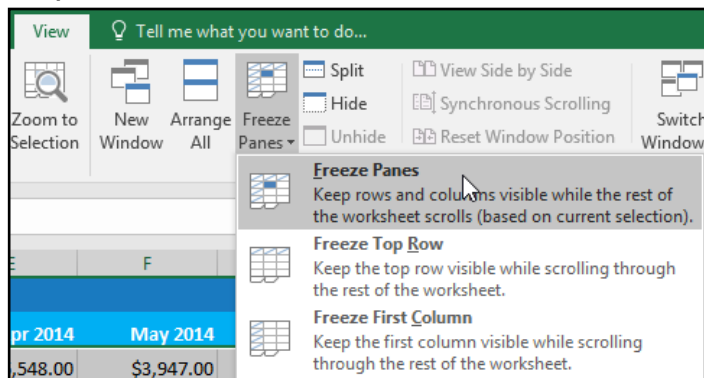 View Tell me what you want to do...
Zoom to Selection
New Window
Arrange All
Freeze Panes
Split
Hide
Unhide
View Side by Side
Synchronous Scrolling
Reset Window Position
Switch
Freeze Panes
Keep rows and columns visible while the rest of
the worksheet scrolls (based on current selection).
Freeze Top Row
Keep the top row visible while scrolling through
the rest of the worksheet.
Freeze First Column
Keep the first column visible while scrolling
through the rest of the worksheet.
F
May 2014
2014
,548.00 $3,947.00